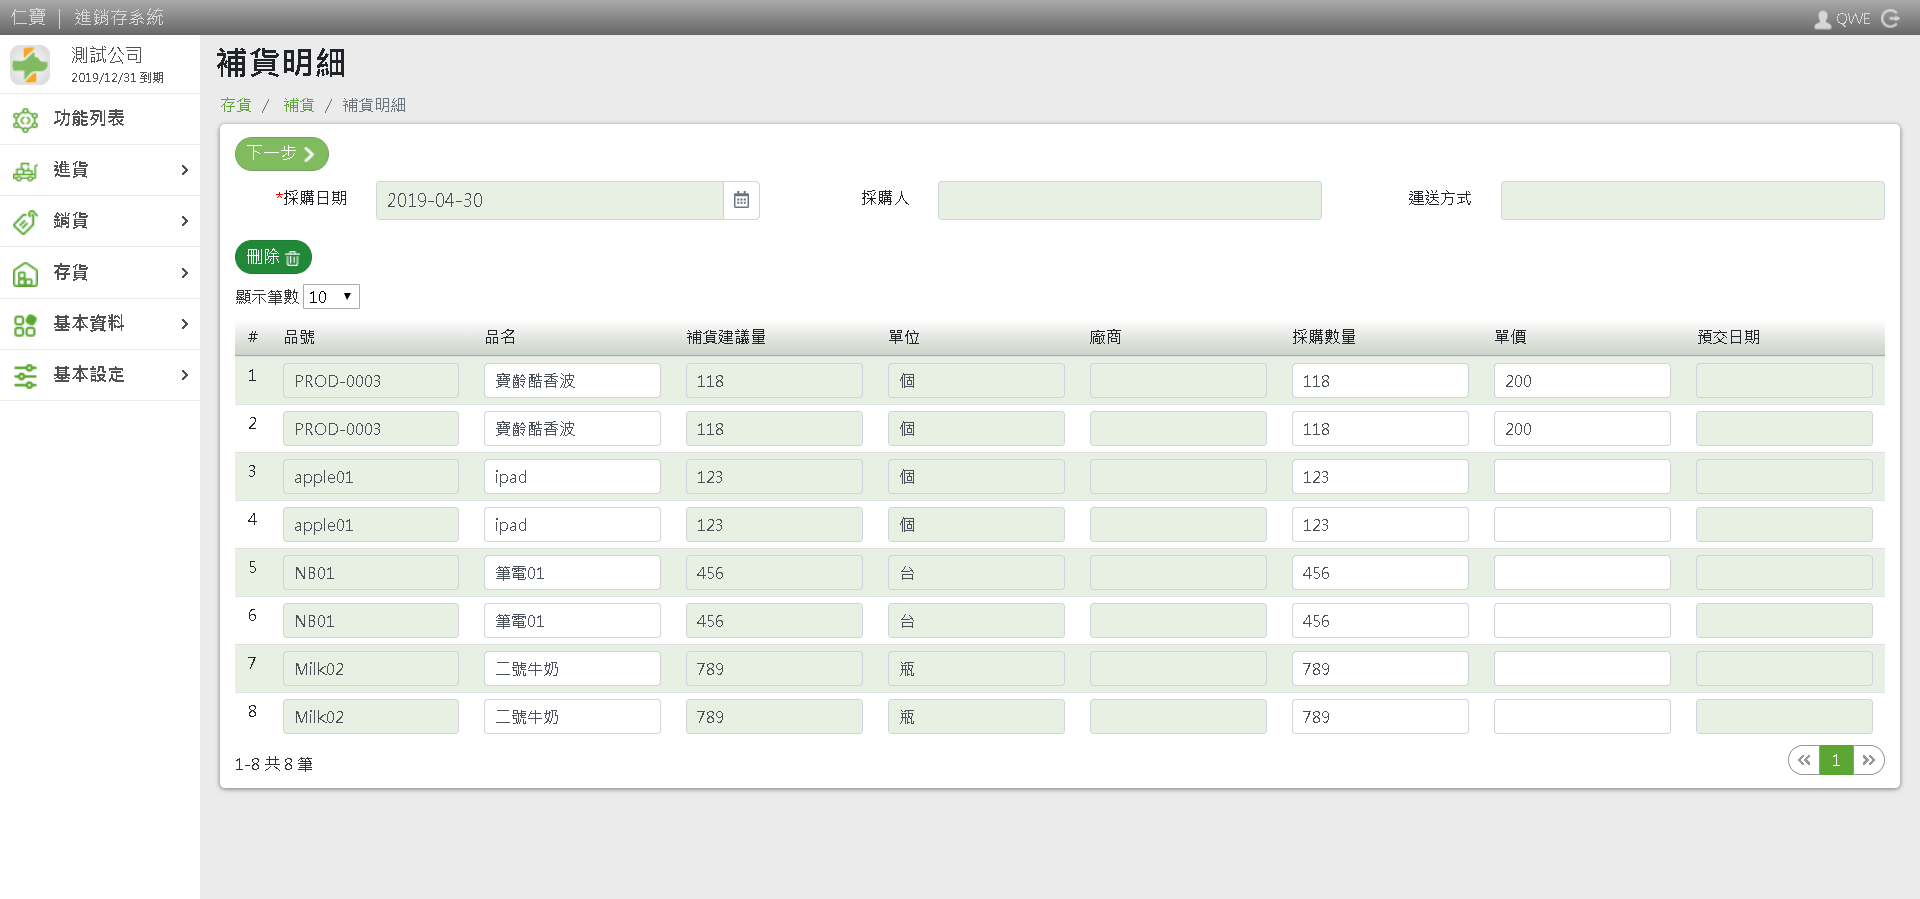 仁寶 | 進銷存系統
QWE
測試公司
2019/12/31 到期
功能列表
進貨
銷貨
存貨
基本資料
基本設定
補貨明細
存貨 / 補貨 / 補貨明細
下一步
*採購日期 2019-04-30 採購人 運送方式
刪除
顯示筆數 10
# 品號 品名 補貨建議量 單位 廠商 採購數量 單價 預交日期
1 PROD-0003 寶齡酷香波 118 個 118 200
2 PROD-0003 寶齡酷香波 118 個 118 200
3 apple01 ipad 123 個 123
4 apple01 ipad 123 個 123
5 NB01 筆電01 456 台 456
6 NB01 筆電01 456 台 456
7 Milk02 二號牛奶 789 瓶 789
8 Milk02 二號牛奶 789 瓶 789
1-8 共 8 筆
« 1 »